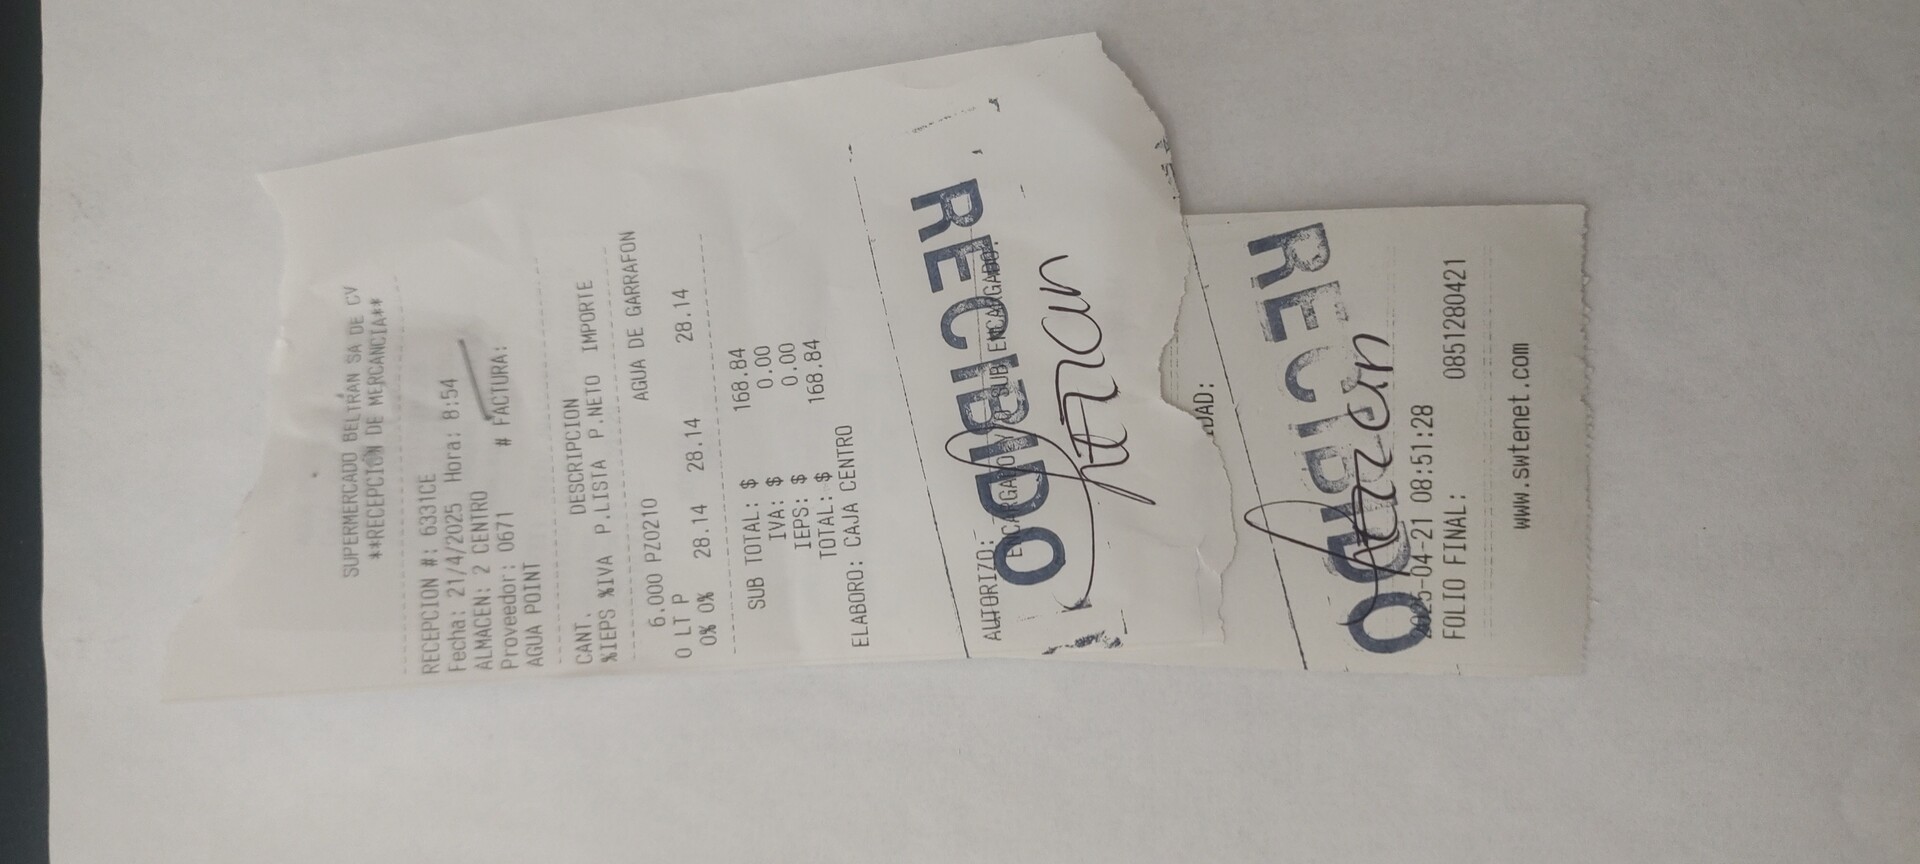 SUPERMERCADO BELTRAN SA DE CV
**RECEPCION DE MERCANCIA**
RECEPCION #: 6331CE
Fecha: 21/4/2025 Hora: 8:54
ALMACEN: 2 CENTRO
Proveedor: 0671 # FACTURA:
AGUA POINT
CANT. DESCRIPCION
%IEPS %IVA P.LISTA P.NETO IMPORTE
6.000 PZ0210 AGUA DE GARRAFON
O LT P
0% 0% 28.14 28.14 28.14
SUB TOTAL: $ 168.84
IVA: $ 0.00
IEPS: $ 0.00
TOTAL: $ 168.84
ELABORO: CAJA CENTRO
AUTORIZO:
ENCARGADO Y/O SUB ENCARGADO.
RECIBIDO
DAD:
RECIBIDO
2025-04-21 08:51:28
FOLIO FINAL: 0851280421
www.swtenet.com